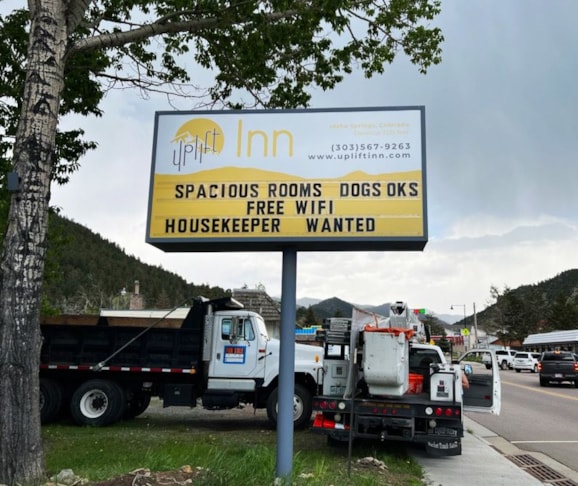 uplift Inn
Idaho Springs, Colorado
(303)567-9263
www.upliftinn.com
SPACIOUS ROOMS DOGS OKS
FREE WIFI
HOUSEKEEPER WANTED